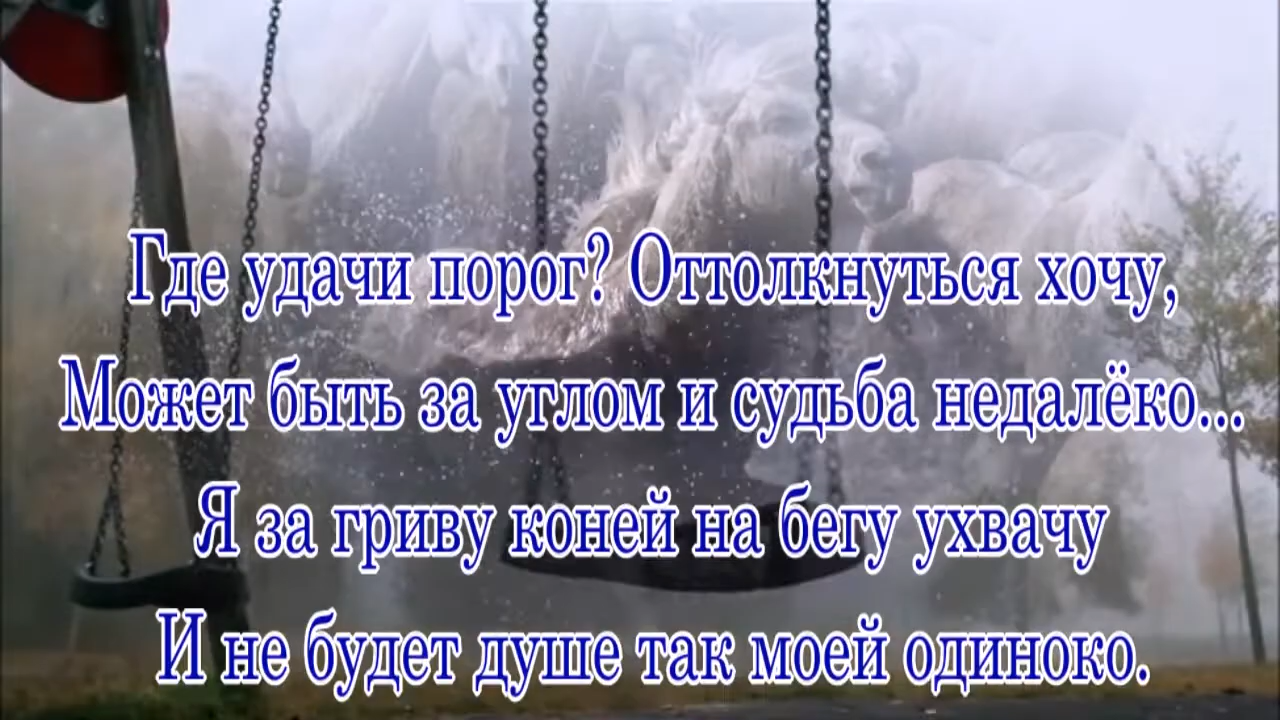 Где удачи порог? Оттолкнуться хочу,
Может быть за углом и судьба недалёко...
Я за гриву коней на бегу ухвачу
И не будет душе так моей одиноко.